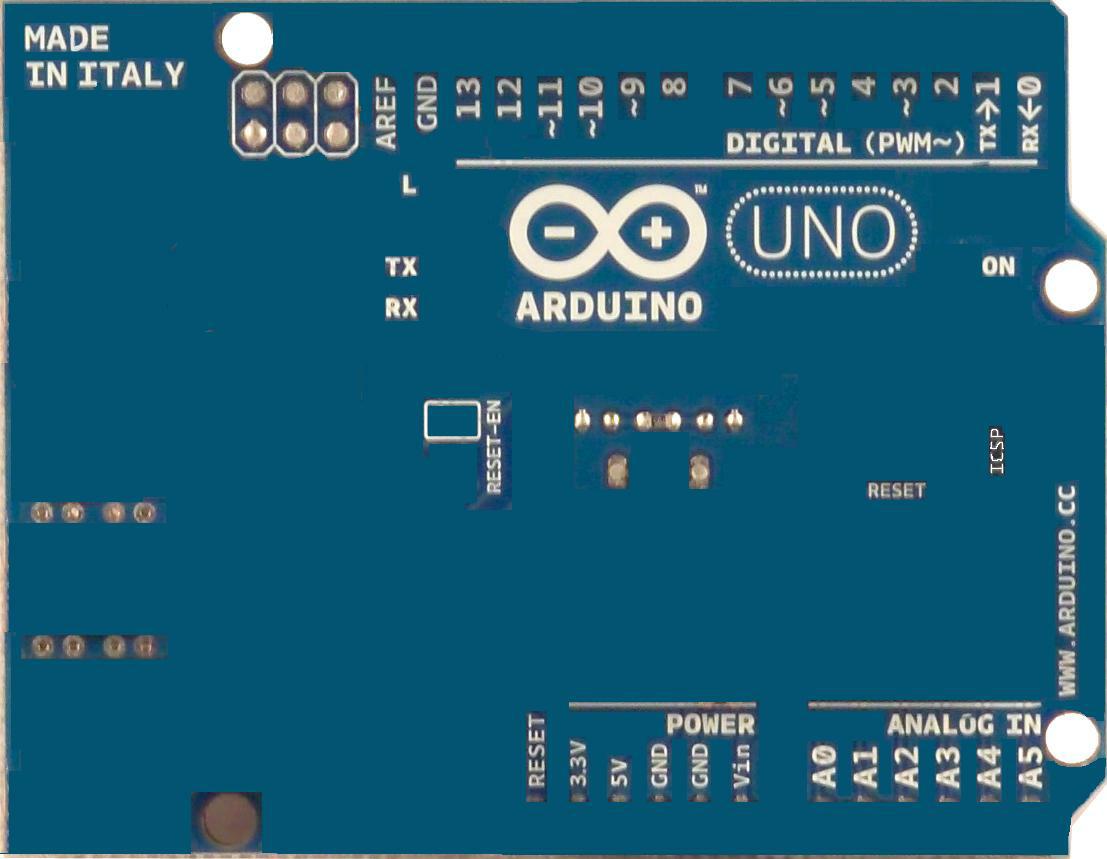 MADE
IN ITALY
AREF
GND
13
12
~11
~10
~9
8
7
~6
~5
4
~3
2
TX→1
RX←0
DIGITAL (PWM~)
L
TX
RX
™
UNO
ARDUINO
ON
RESET-EN
ICSP
RESET
WWW.ARDUINO.CC
POWER
ANALOG IN
RESET
3.3V
5V
GND
GND
Vin
A0
A1
A2
A3
A4
A5